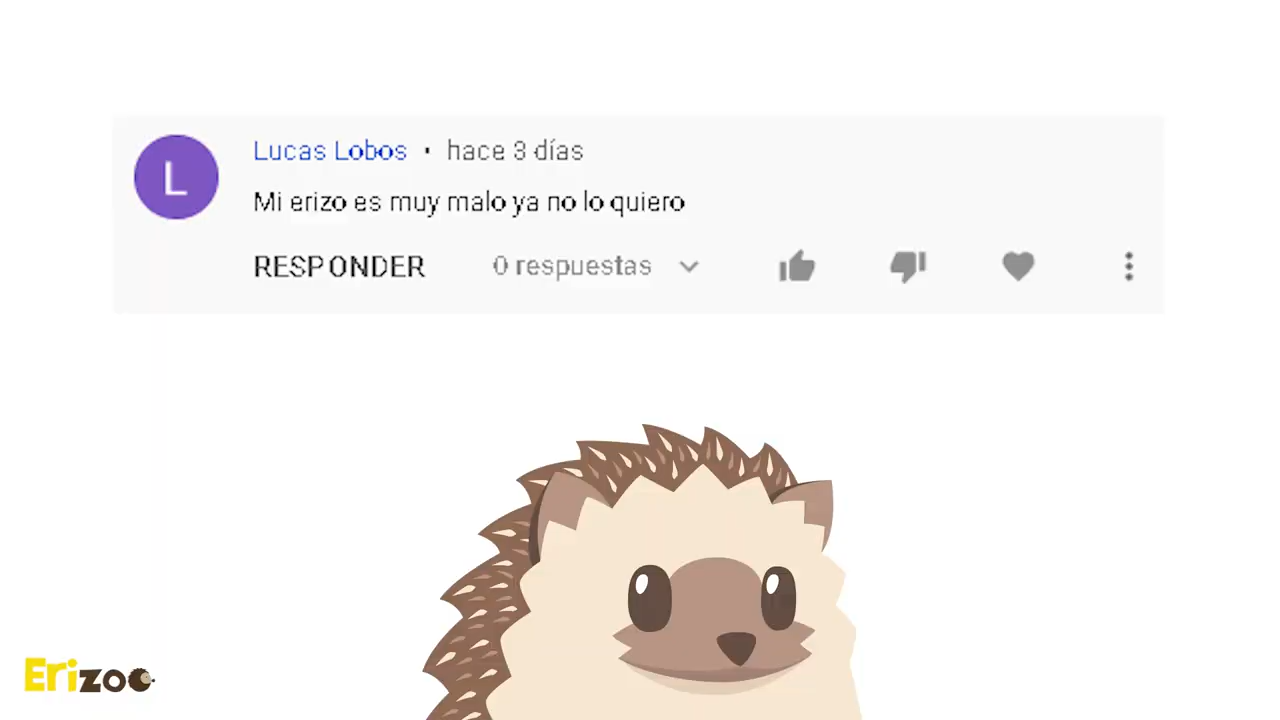 L
Lucas Lobos · hace 3 días
Mi erizo es muy malo ya no lo quiero
RESPONDER 0 respuestas
Erizoo